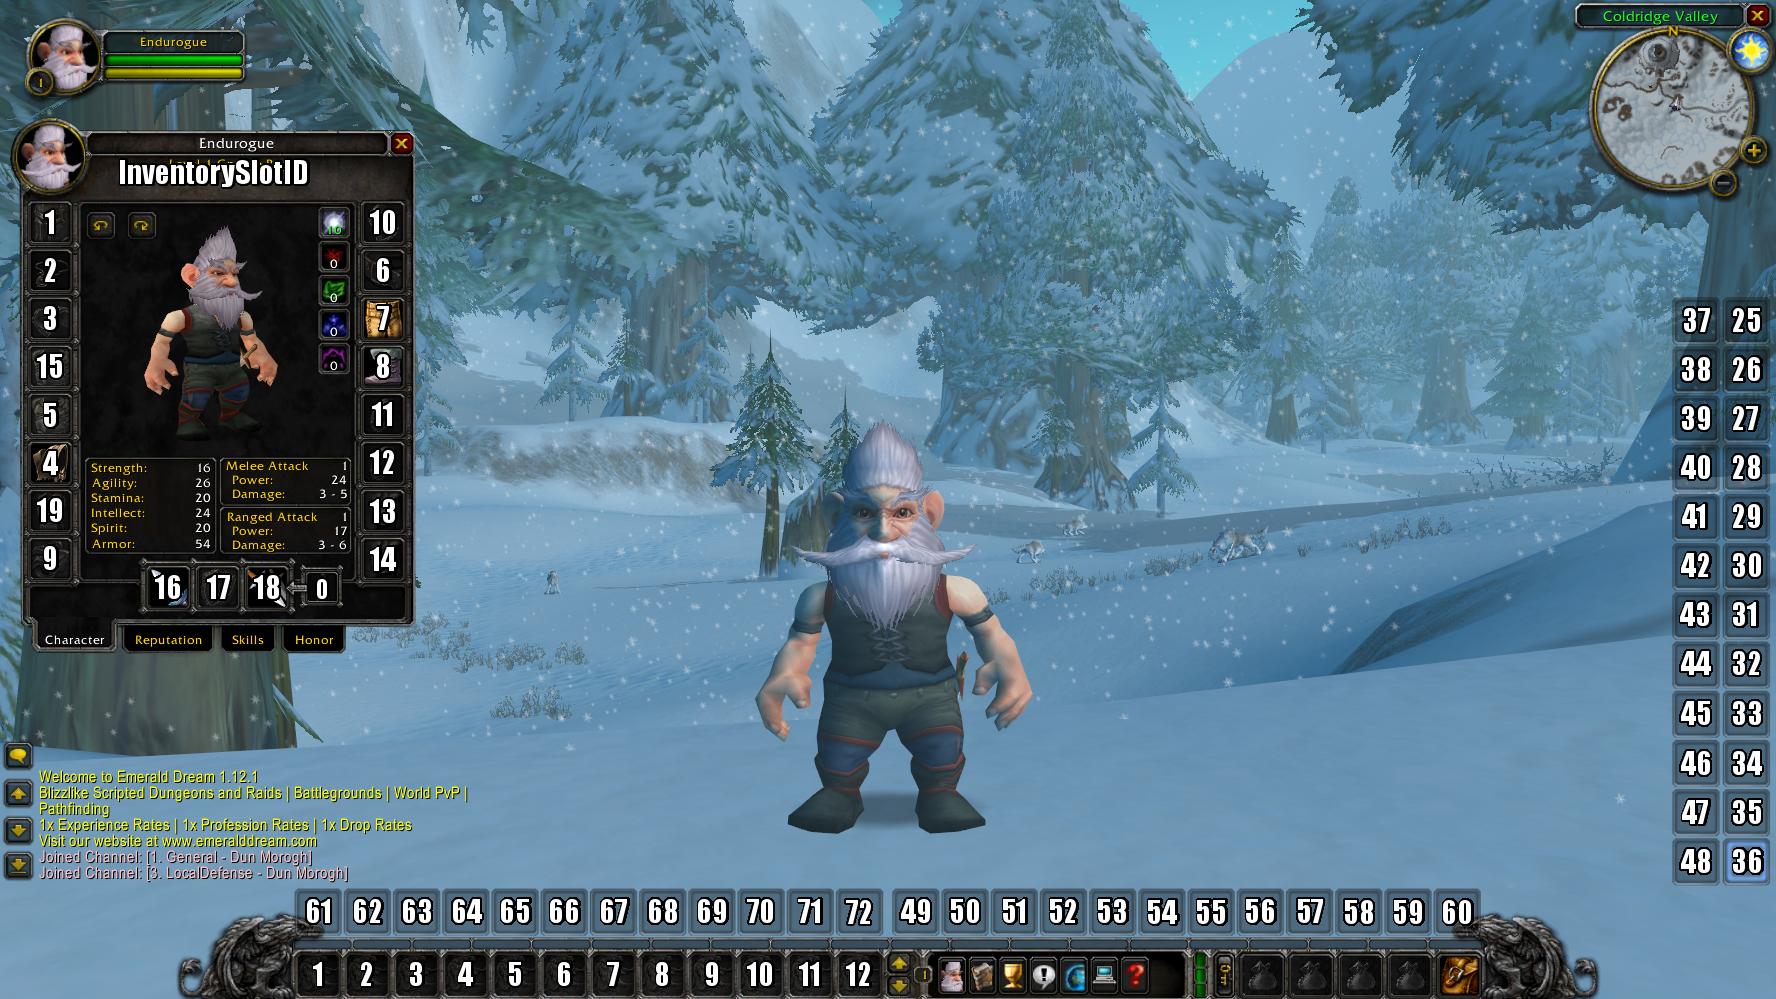 Endurogue
1
Coldridge Valley
N
Endurogue
InventorySlotID
1
10
10
2
0
6
3
0
7
15
0
8
0
5
11
4
12
19
13
9
14
Strength: 16
Agility: 26
Stamina: 20
Intellect: 24
Spirit: 20
Armor: 54
Melee Attack 1
Power: 24
Damage: 3 - 5
Ranged Attack 1
Power: 17
Damage: 3 - 6
16 17 18 0
Character Reputation Skills Honor
37 25
38 26
39 27
40 28
41 29
42 30
43 31
44 32
45 33
46 34
47 35
48 36
Welcome to Emerald Dream 1.12.1
Blizzlike Scripted Dungeons and Raids | Battlegrounds | World PvP |
Pathfinding
1x Experience Rates | 1x Profession Rates | 1x Drop Rates
Visit our website at www.emeralddream.com
Joined Channel: [1. General - Dun Morogh]
Joined Channel: [3. LocalDefense - Dun Morogh]
61 62 63 64 65 66 67 68 69 70 71 72 49 50 51 52 53 54 55 56 57 58 59 60
1 2 3 4 5 6 7 8 9 10 11 12 1